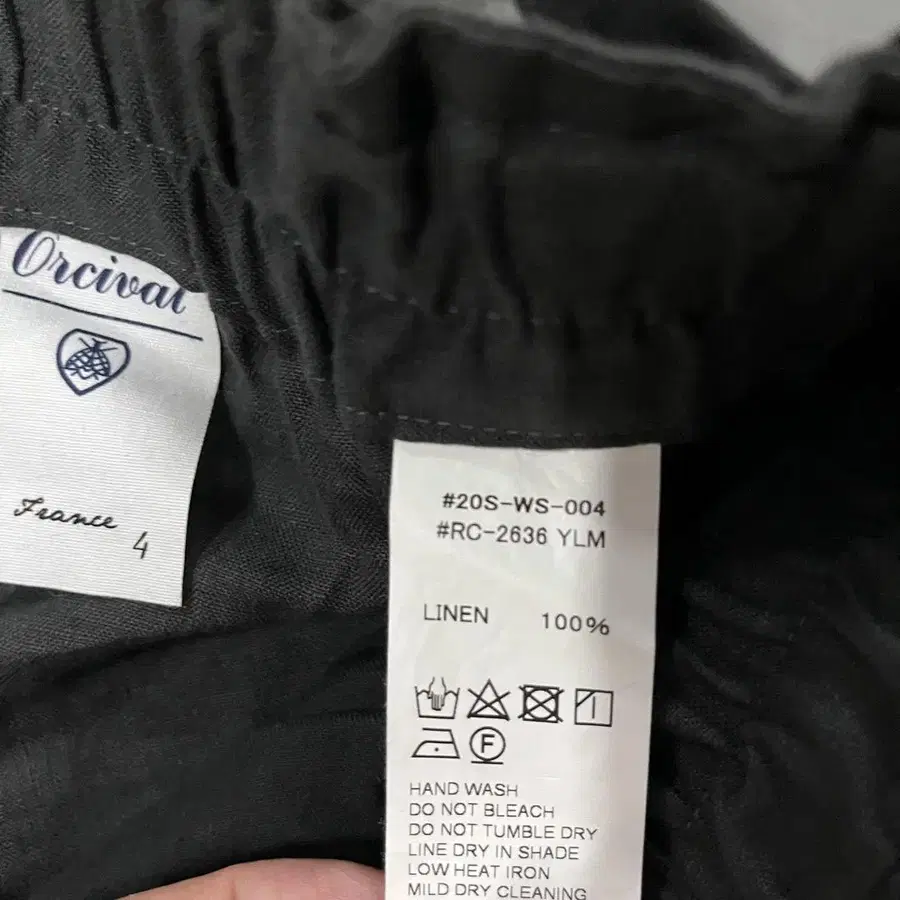 Orcival
France
4
#20S-WS-004
#RC-2636 YLM
LINEN 100%
F
HAND WASH
DO NOT BLEACH
DO NOT TUMBLE DRY
LINE DRY IN SHADE
LOW HEAT IRON
MILD DRY CLEANING